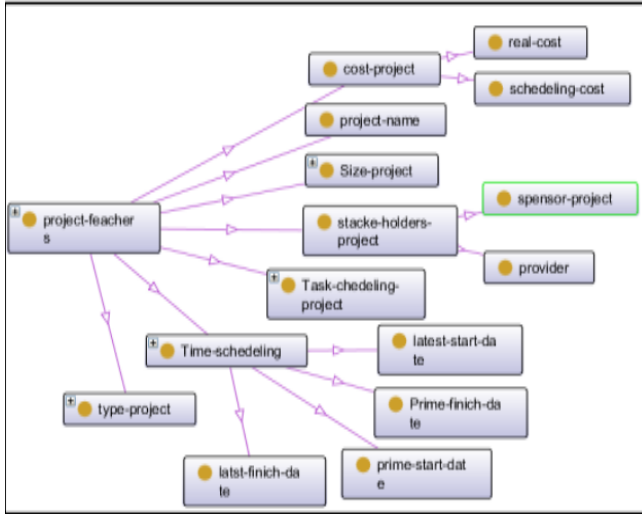 real-cost
cost-project
schedeling-cost
project-name
Size-project
spensor-project
project-feacher
s
stacke-holders-
project
provider
Task-chedeling-
project
latest-start-da
te
Time-schedeling
Prime-finich-da
te
type-project
prime-start-dat
e
latst-finich-da
te